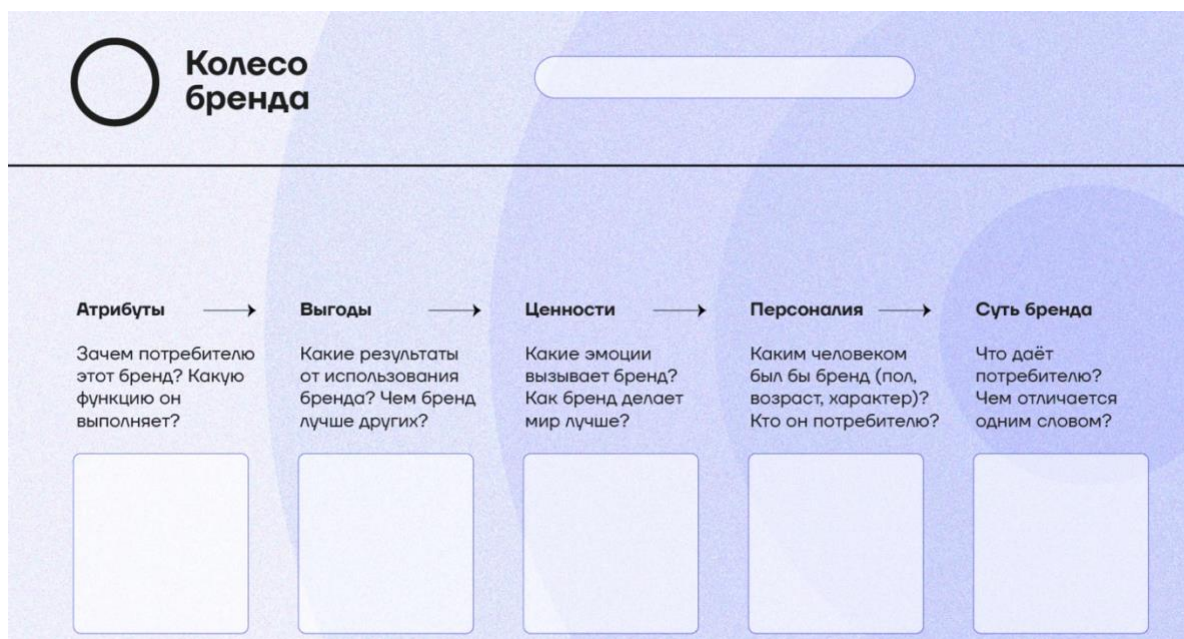 Колесо
бренда
Атрибуты
Зачем потребителю
этот бренд? Какую
функцию он
выполняет?
Выгоды
Какие результаты
от использования
бренда? Чем бренд
лучше других?
Ценности
Какие эмоции
вызывает бренд?
Как бренд делает
мир лучше?
Персоналия
Каким человеком
был бы бренд (пол,
возраст, характер)?
Кто он потребителю?
Суть бренда
Что даёт
потребителю?
Чем отличается
одним словом?